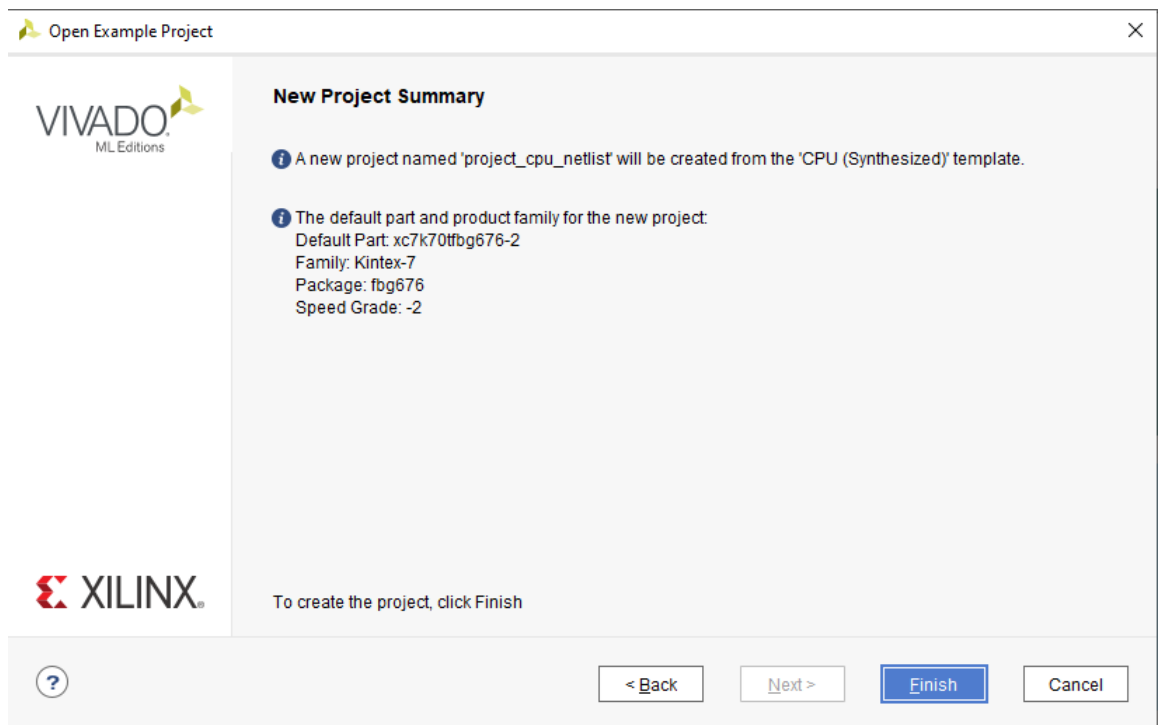 Open Example Project
VIVADO.
ML Editions
New Project Summary
A new project named 'project_cpu_netlist' will be created from the 'CPU (Synthesized)' template.
The default part and product family for the new project:
Default Part: xc7k70tfbg676-2
Family: Kintex-7
Package: fbg676
Speed Grade: -2
XILINX®
To create the project, click Finish
?
< Back
Next >
Finish
Cancel